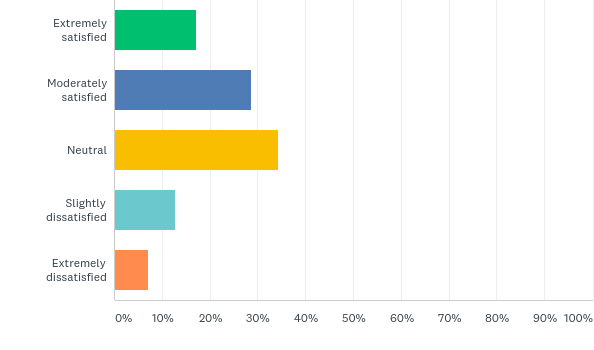 Extremely
satisfied
Moderately
satisfied
Neutral
Slightly
dissatisfied
Extremely
dissatisfied
0% 10% 20% 30% 40% 50% 60% 70% 80% 90% 100%